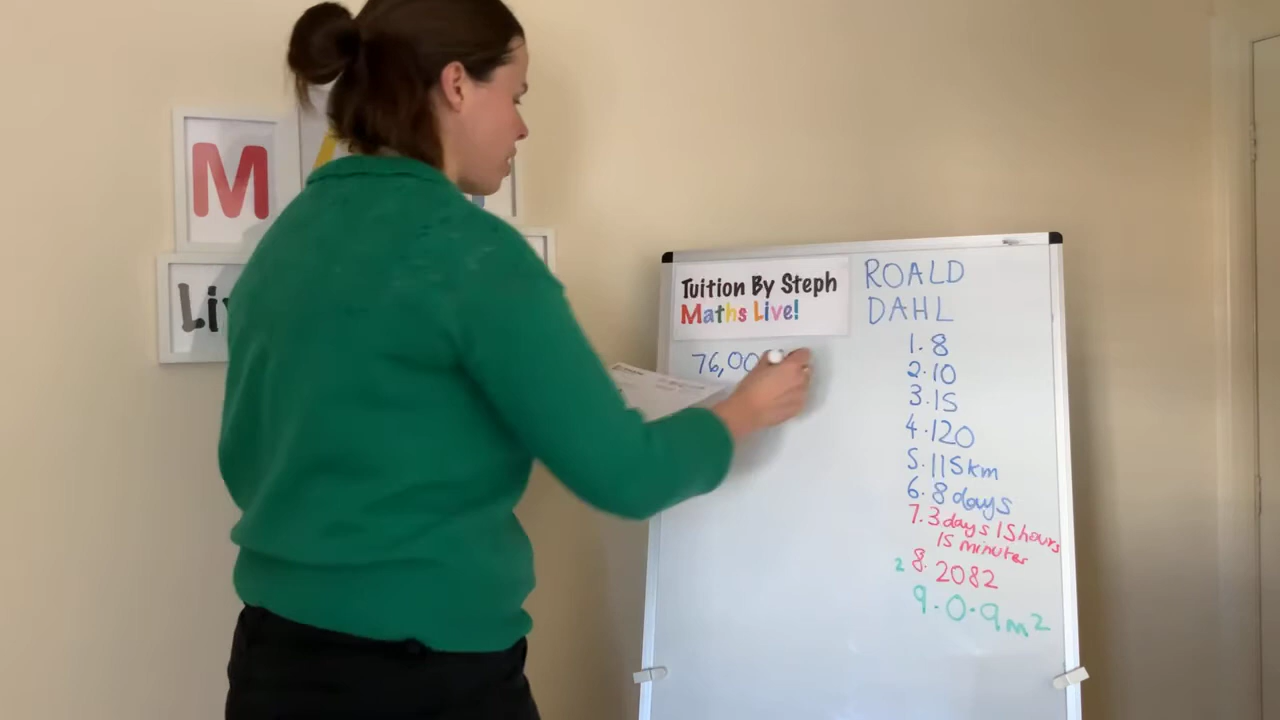 M
Li
Tuition By Steph
Maths Live!
76,00
ROALD
DAHL
1.8
2.10
3.15
4.120
5.115km
6.8 days
7.3 days 15 hours
15 minutes
2 8. 2082
9.0.9m²